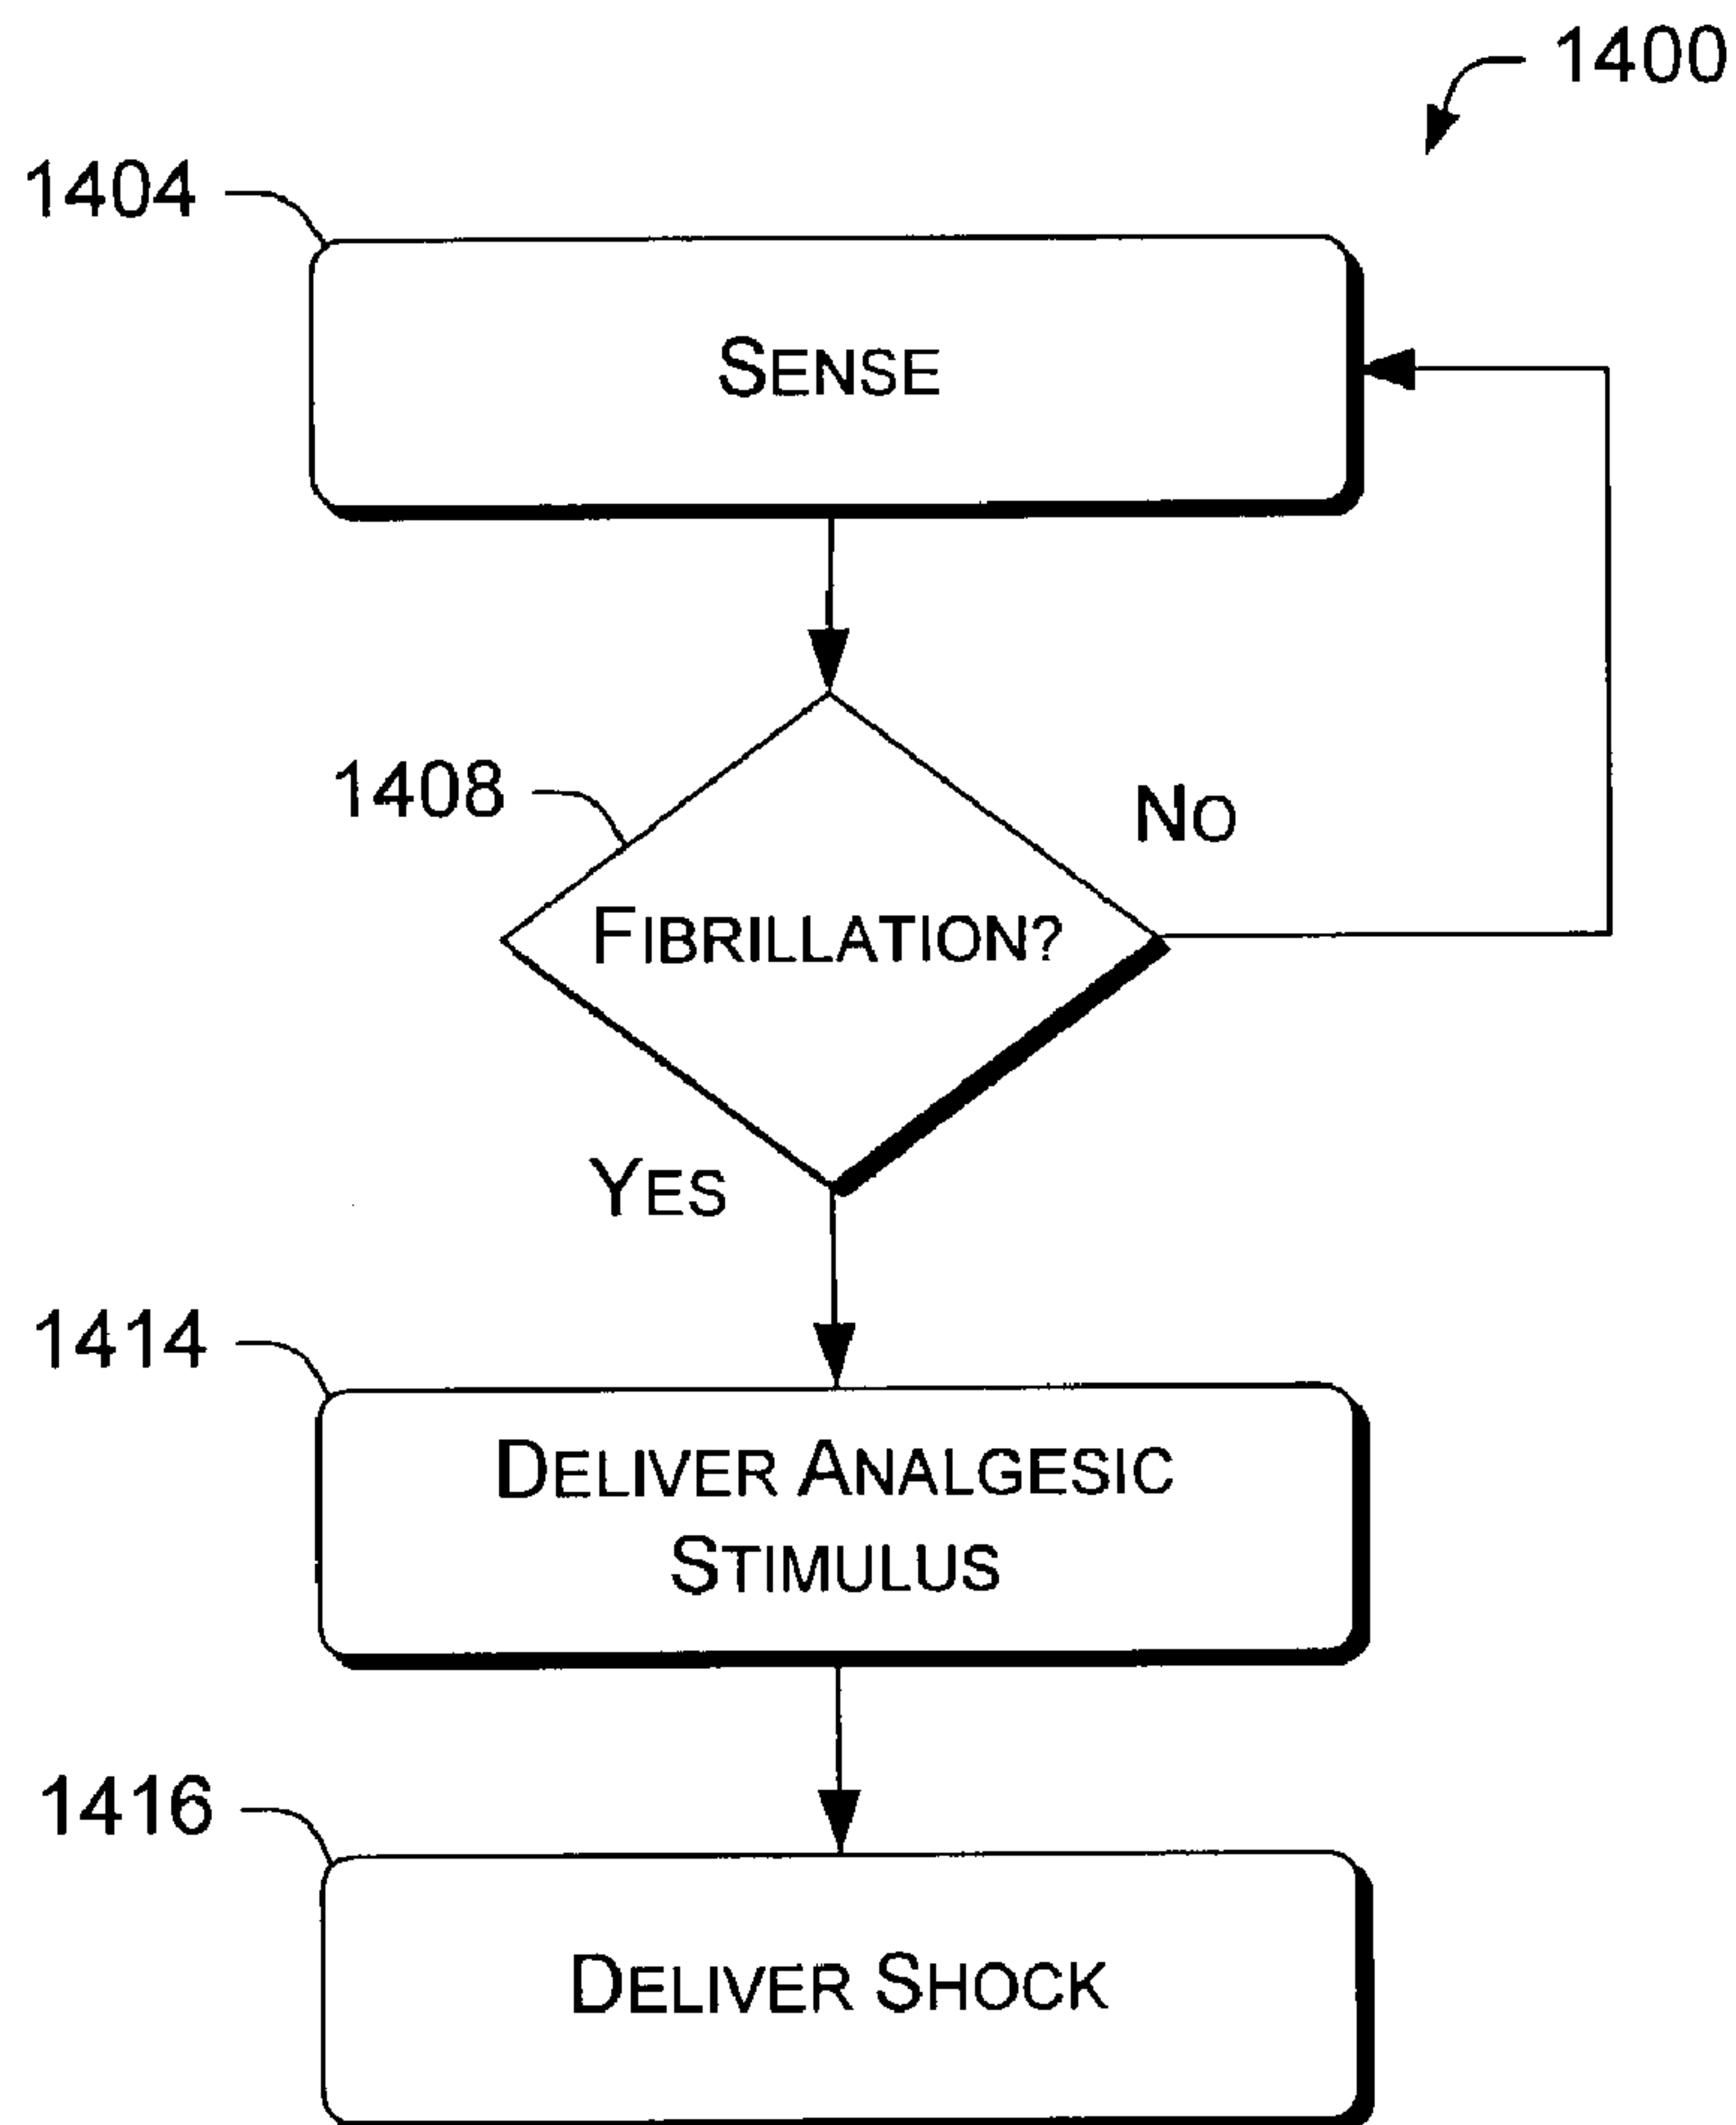 1400
1404
SENSE
1408
NO
FIBRILLATION?
YES
1414
DELIVER ANALGESIC
STIMULUS
1416
DELIVER SHOCK